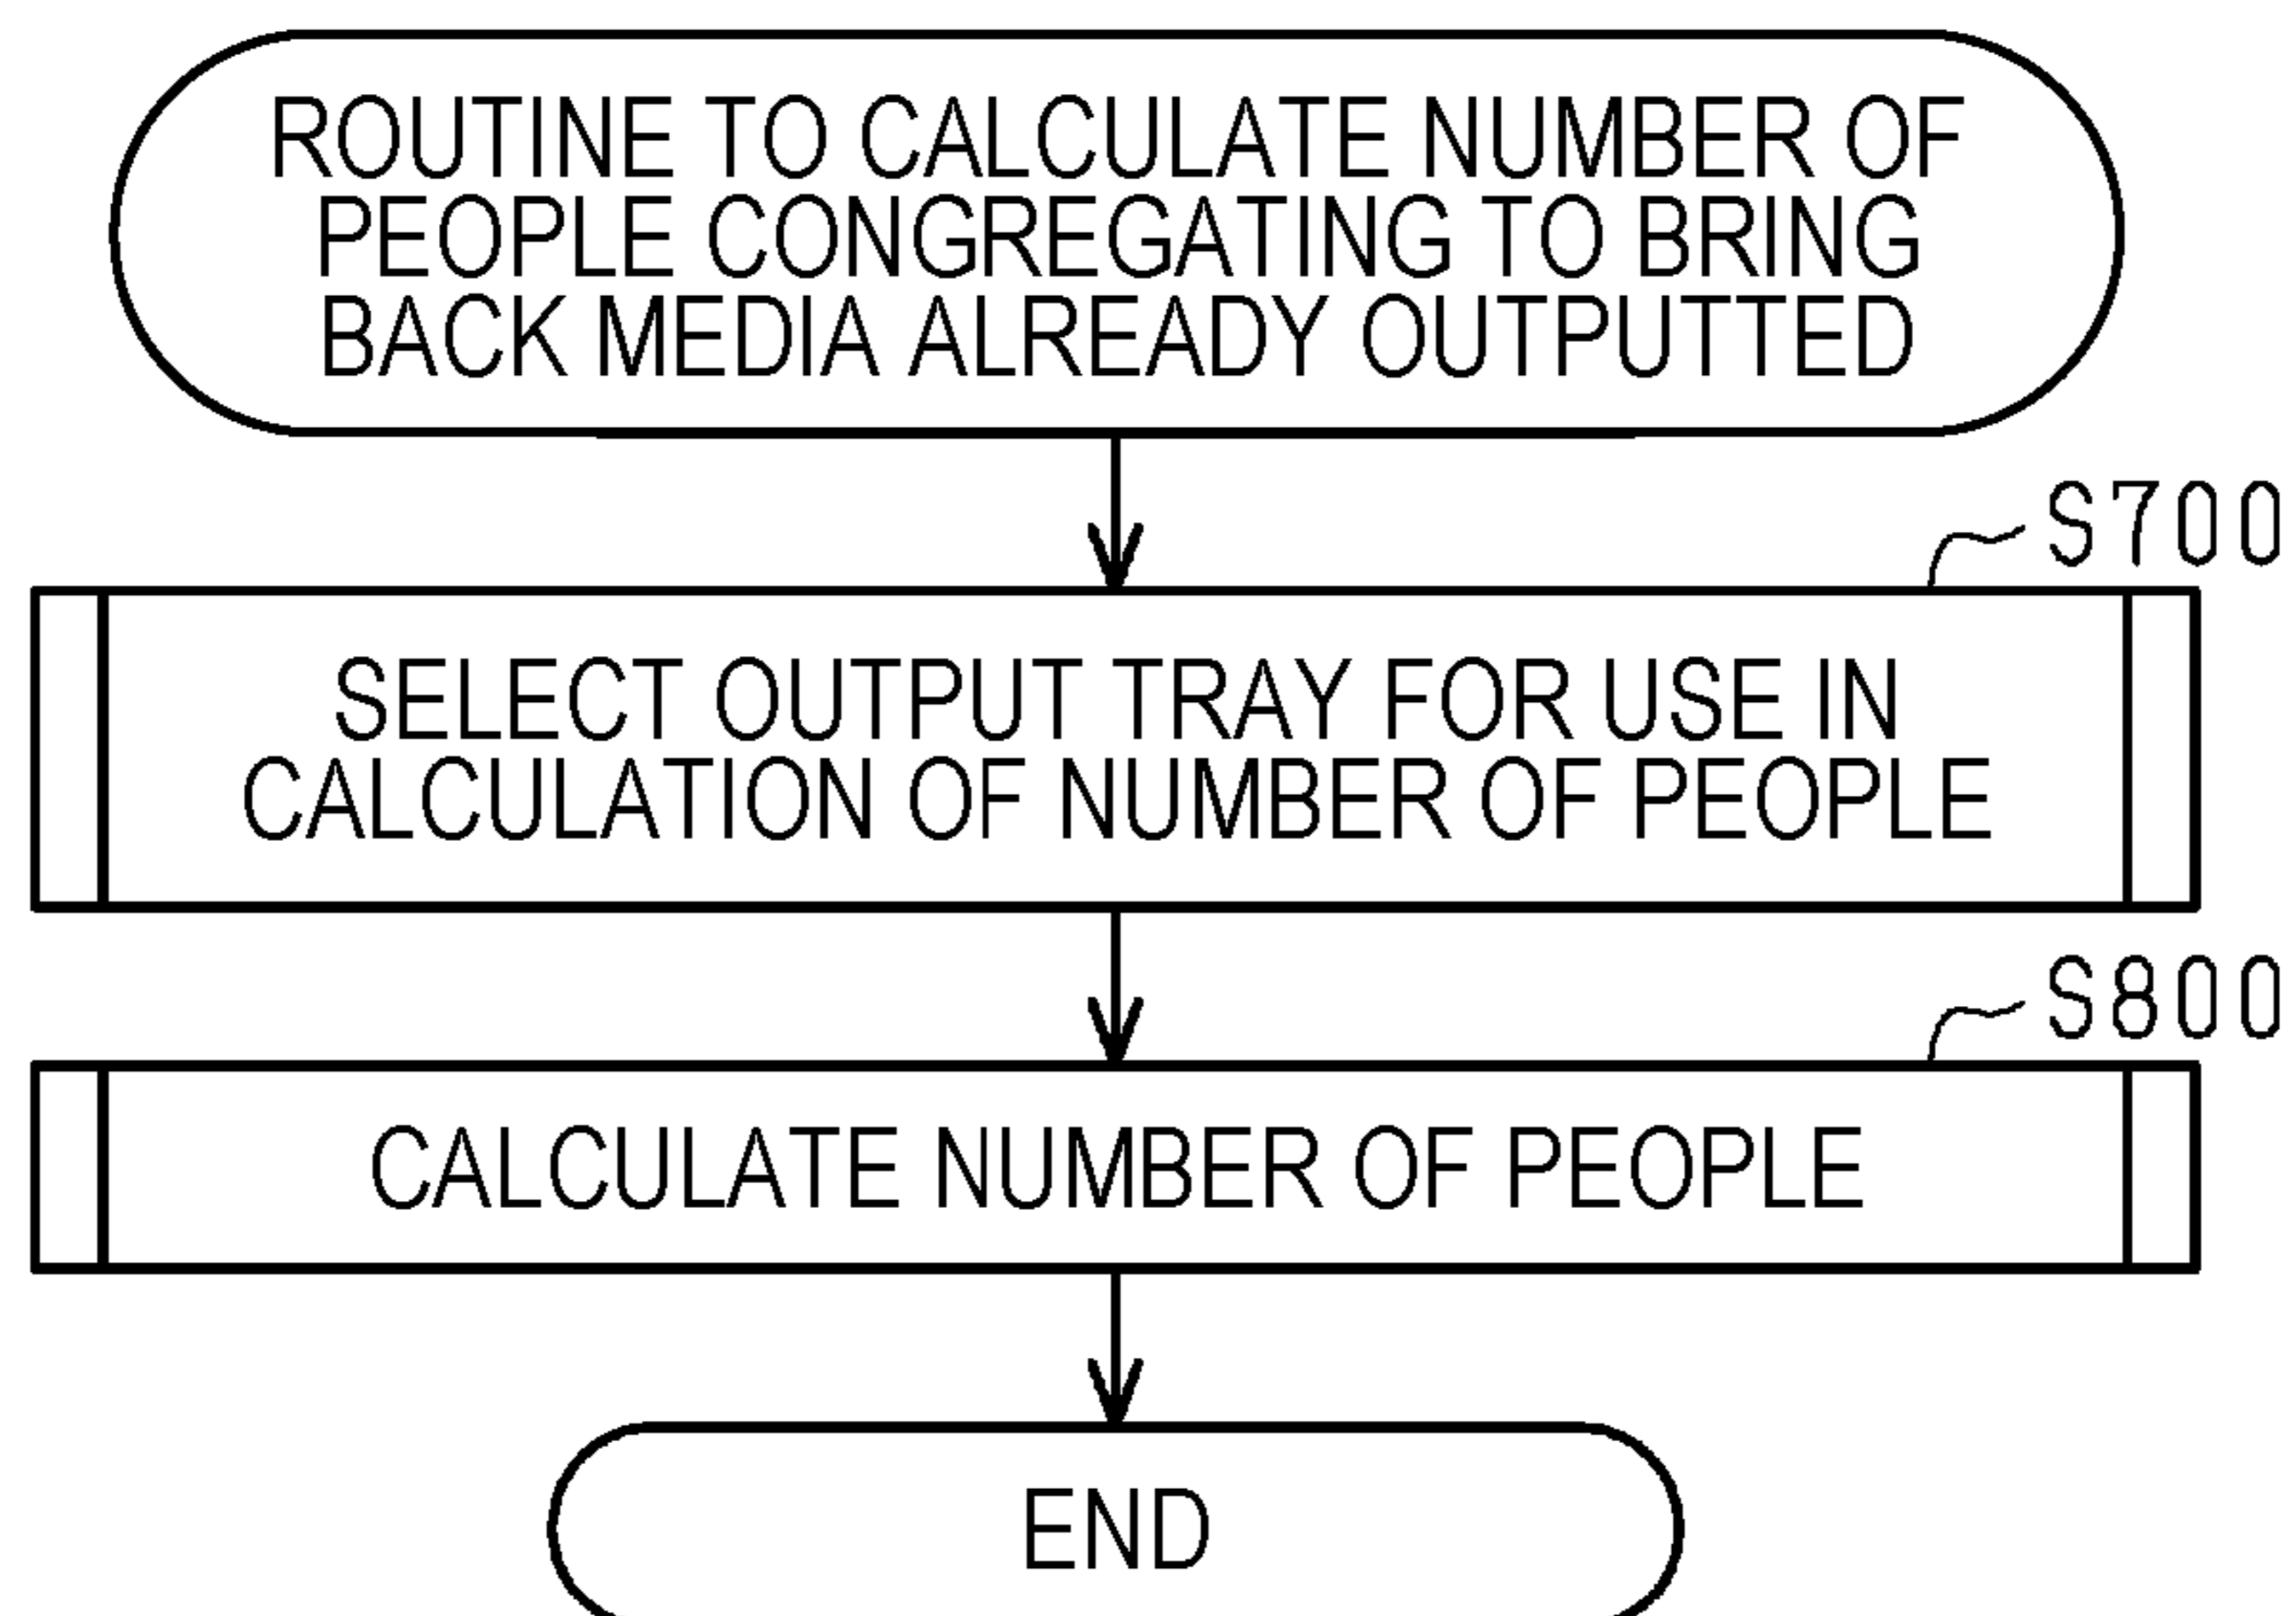 ROUTINE TO CALCULATE NUMBER OF
PEOPLE CONGREGATING TO BRING
BACK MEDIA ALREADY OUTPUTTED
S700
SELECT OUTPUT TRAY FOR USE IN
CALCULATION OF NUMBER OF PEOPLE
S800
CALCULATE NUMBER OF PEOPLE
END